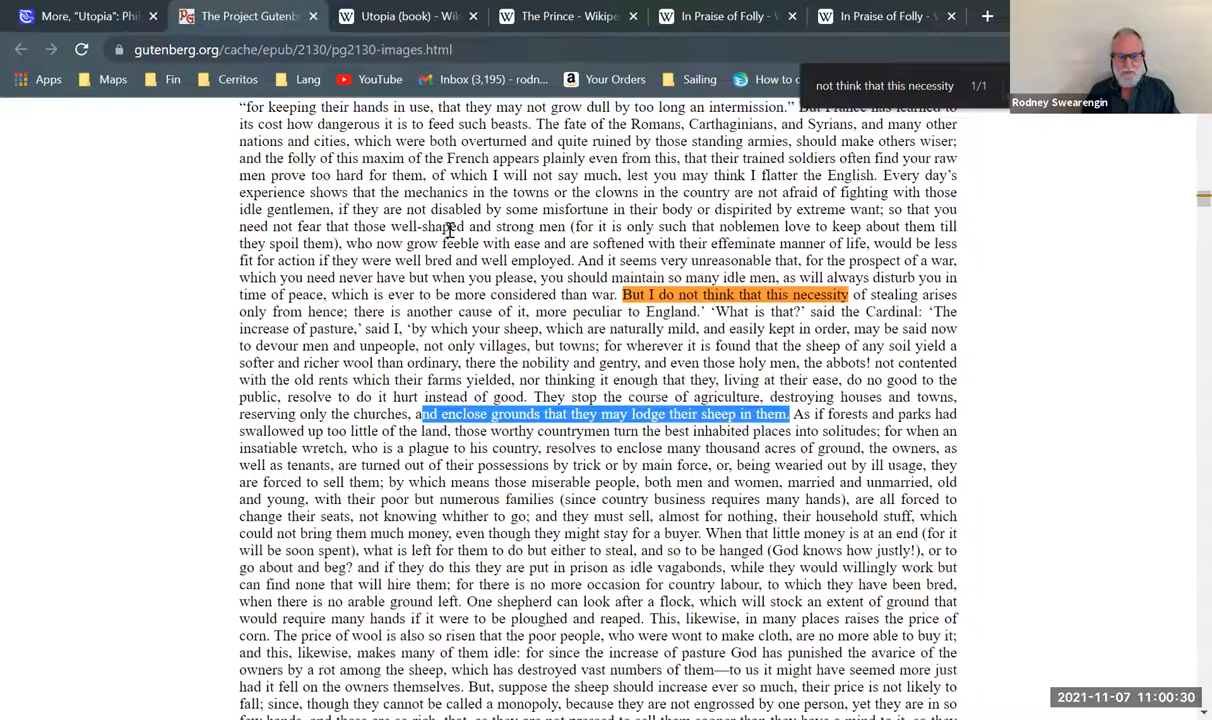 More, "Utopia": Phil
The Project Gutenb
Utopia (book) - Wik
The Prince - Wikipe
In Praise of Folly -
In Praise of Folly -
gutenberg.org/cache/epub/2130/pg2130-images.html
Apps
Maps
Fin
Cerritos
Lang
YouTube
Inbox (3,195) - rodn...
Your Orders
Sailing
How to c
not think that this necessity 1/1
Rodney Swearengin
“for keeping their hands in use, that they may not grow dull by too long an intermission.” But France has learned to
its cost how dangerous it is to feed such beasts. The fate of the Romans, Carthaginians, and Syrians, and many other
nations and cities, which were both overturned and quite ruined by those standing armies, should make others wiser;
and the folly of this maxim of the French appears plainly even from this, that their trained soldiers often find your raw
men prove too hard for them, of which I will not say much, lest you may think I flatter the English. Every day’s
experience shows that the mechanics in the towns or the clowns in the country are not afraid of fighting with those
idle gentlemen, if they are not disabled by some misfortune in their body or dispirited by extreme want; so that you
need not fear that those well-shaped and strong men (for it is only such that noblemen love to keep about them till
they spoil them), who now grow feeble with ease and are softened with their effeminate manner of life, would be less
fit for action if they were well bred and well employed. And it seems very unreasonable that, for the prospect of a war,
which you need never have but when you please, you should maintain so many idle men, as will always disturb you in
time of peace, which is ever to be more considered than war. But I do not think that this necessity of stealing arises
only from hence; there is another cause of it, more peculiar to England.’ ‘What is that?’ said the Cardinal: ‘The
increase of pasture,’ said I, ‘by which your sheep, which are naturally mild, and easily kept in order, may be said now
to devour men and unpeople, not only villages, but towns; for wherever it is found that the sheep of any soil yield a
softer and richer wool than ordinary, there the nobility and gentry, and even those holy men, the abbots! not contented
with the old rents which their farms yielded, nor thinking it enough that they, living at their ease, do no good to the
public, resolve to do it hurt instead of good. They stop the course of agriculture, destroying houses and towns,
reserving only the churches, and enclose grounds that they may lodge their sheep in them. As if forests and parks had
swallowed up too little of the land, those worthy countrymen turn the best inhabited places into solitudes; for when an
insatiable wretch, who is a plague to his country, resolves to enclose many thousand acres of ground, the owners, as
well as tenants, are turned out of their possessions by trick or by main force, or, being wearied out by ill usage, they
are forced to sell them; by which means those miserable people, both men and women, married and unmarried, old
and young, with their poor but numerous families (since country business requires many hands), are all forced to
change their seats, not knowing whither to go; and they must sell, almost for nothing, their household stuff, which
could not bring them much money, even though they might stay for a buyer. When that little money is at an end (for it
will be soon spent), what is left for them to do but either to steal, and so to be hanged (God knows how justly!), or to
go about and beg? and if they do this they are put in prison as idle vagabonds, while they would willingly work but
can find none that will hire them; for there is no more occasion for country labour, to which they have been bred,
when there is no arable ground left. One shepherd can look after a flock, which will stock an extent of ground that
would require many hands if it were to be ploughed and reaped. This, likewise, in many places raises the price of
corn. The price of wool is also so risen that the poor people, who were wont to make cloth, are no more able to buy it;
and this, likewise, makes many of them idle: for since the increase of pasture God has punished the avarice of the
owners by a rot among the sheep, which has destroyed vast numbers of them—to us it might have seemed more just
had it fell on the owners themselves. But, suppose the sheep should increase ever so much, their price is not likely to
fall; since, though they cannot be called a monopoly, because they are not engrossed by one person, yet they are in so
few hands, and these are so rich, that, as they are not pressed to sell them sooner than they have a mind to it, so they
2021-11-07 11:00:30